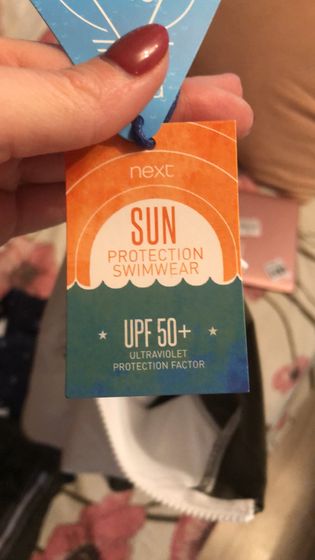 next
SUN
PROTECTION
SWIMWEAR
UPF 50+
ULTRAVIOLET
PROTECTION FACTOR